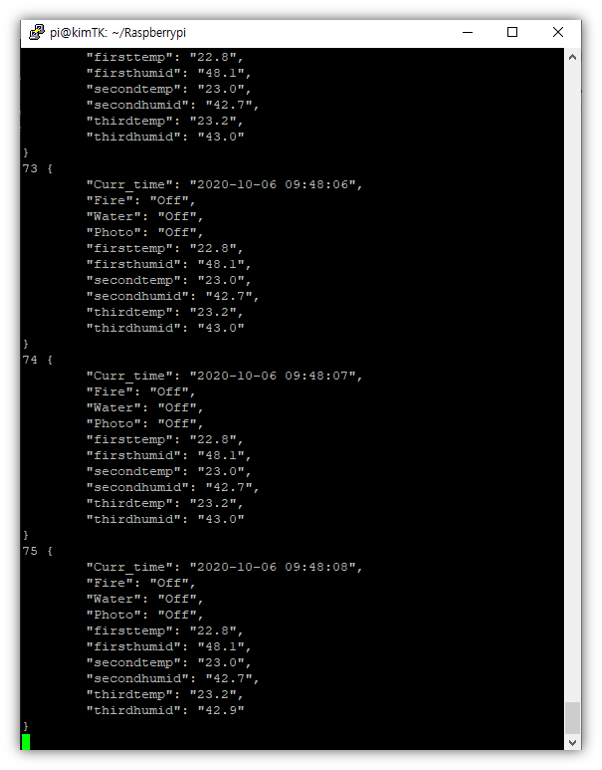 pi@kimTK: ~/Raspberrypi
"firsttemp": "22.8",
"firsthumid": "48.1",
"secondtemp": "23.0",
"secondhumid": "42.7",
"thirdtemp": "23.2",
"thirdhumid": "43.0"
}
73 {
"Curr_time": "2020-10-06 09:48:06",
"Fire": "Off",
"Water": "Off",
"Photo": "Off",
"firsttemp": "22.8",
"firsthumid": "48.1",
"secondtemp": "23.0",
"secondhumid": "42.7",
"thirdtemp": "23.2",
"thirdhumid": "43.0"
}
74 {
"Curr_time": "2020-10-06 09:48:07",
"Fire": "Off",
"Water": "Off",
"Photo": "Off",
"firsttemp": "22.8",
"firsthumid": "48.1",
"secondtemp": "23.0",
"secondhumid": "42.7",
"thirdtemp": "23.2",
"thirdhumid": "43.0"
}
75 {
"Curr_time": "2020-10-06 09:48:08",
"Fire": "Off",
"Water": "Off",
"Photo": "Off",
"firsttemp": "22.8",
"firsthumid": "48.1",
"secondtemp": "23.0",
"secondhumid": "42.7",
"thirdtemp": "23.2",
"thirdhumid": "42.9"
}